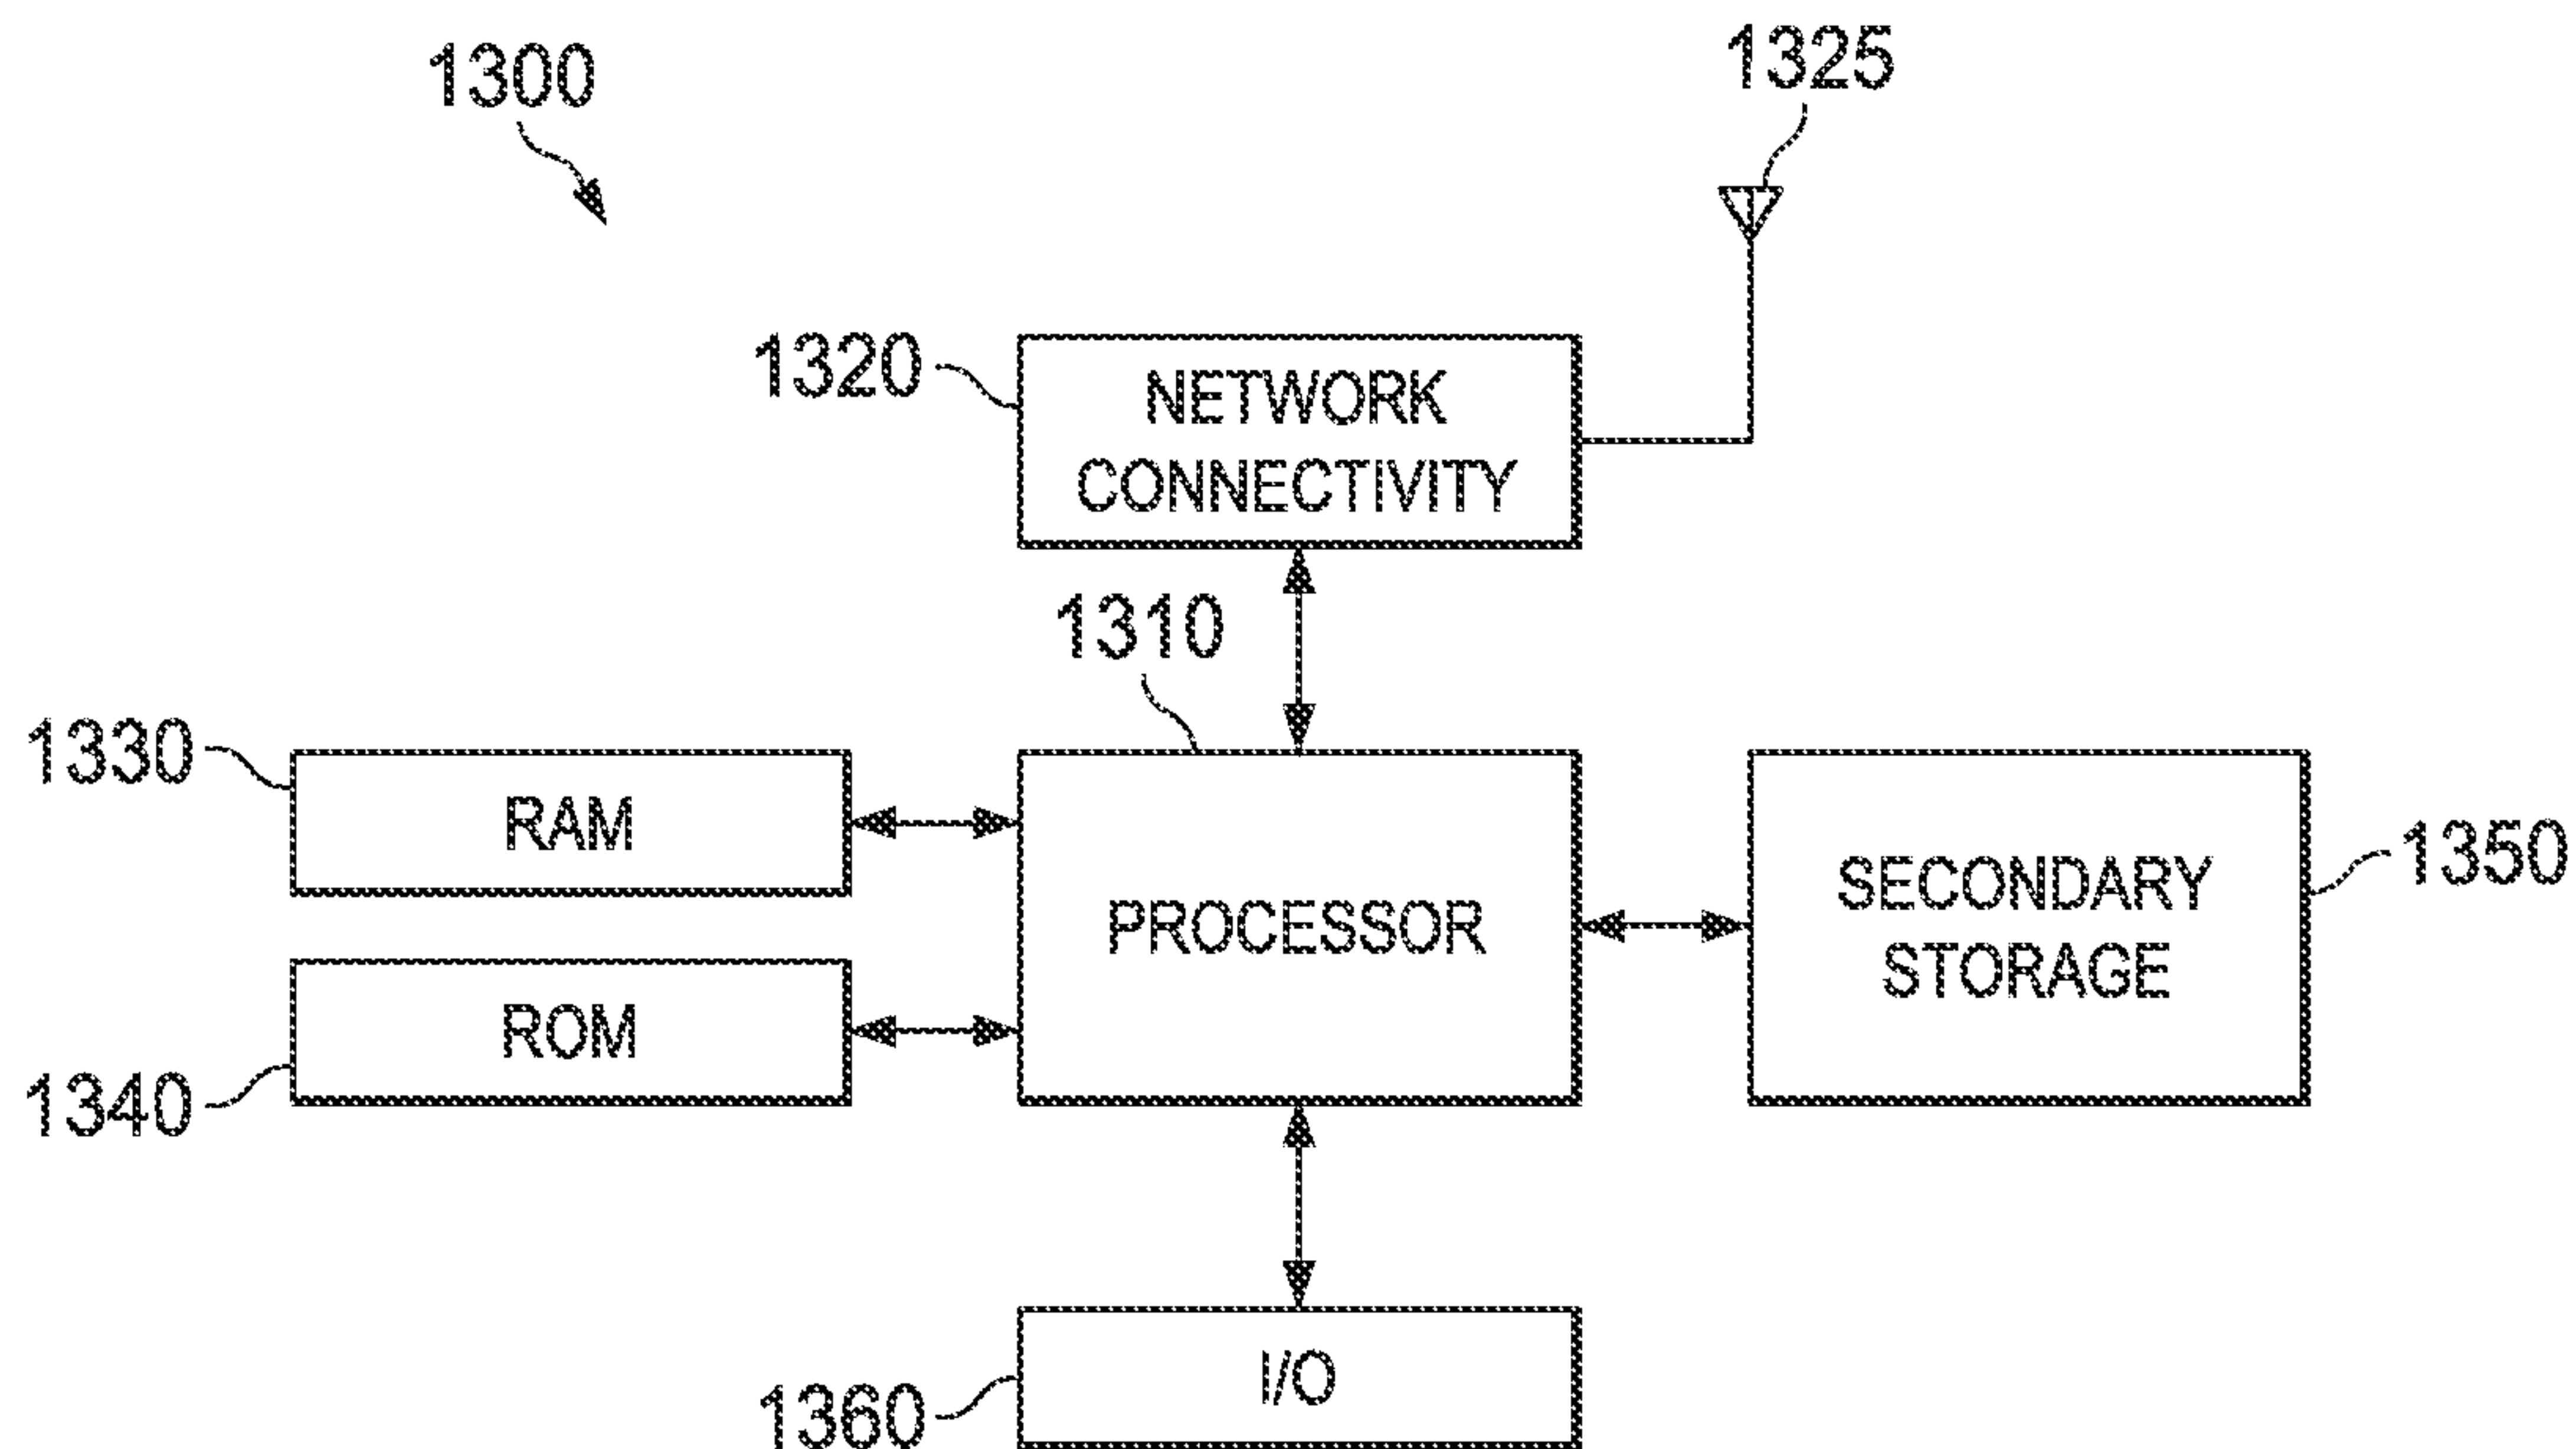 1300
1325
1320
NETWORK
CONNECTIVITY
1310
1330
RAM
PROCESSOR
SECONDARY
STORAGE
1350
ROM
1340
I/O
1360